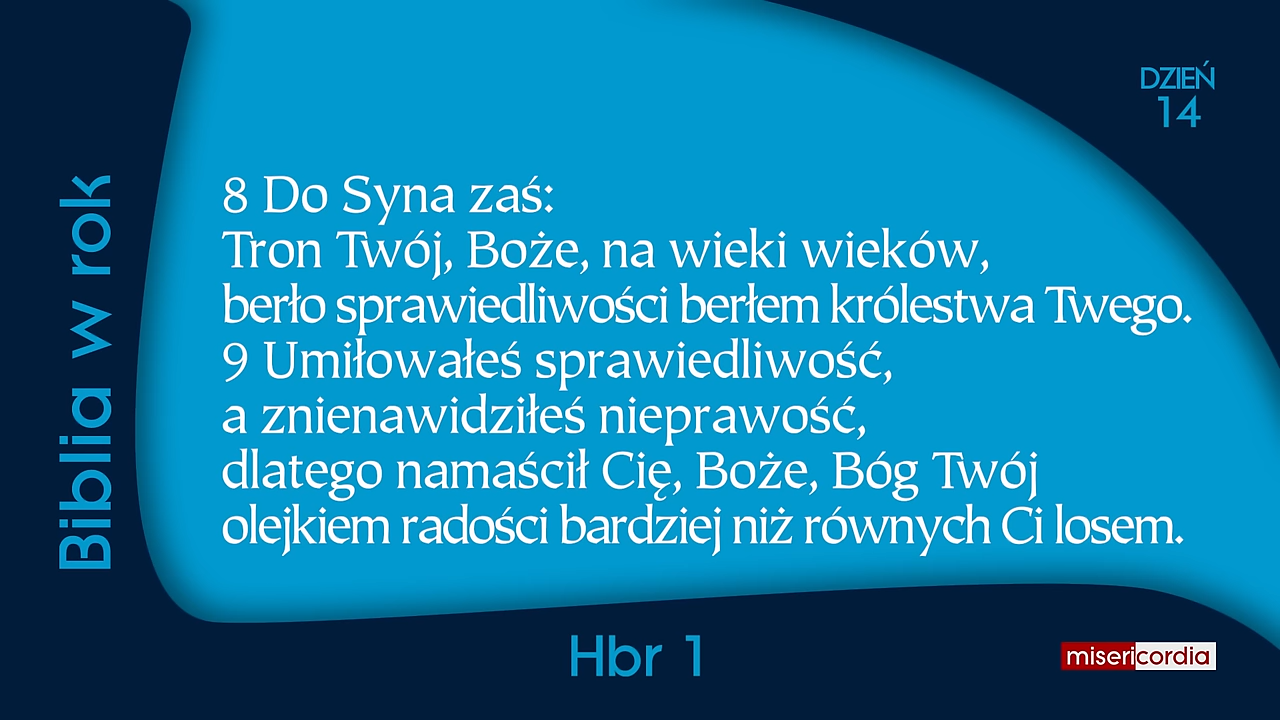 DZIEŃ
14
Biblia w rok
8 Do Syna zaś:
Tron Twój, Boże, na wieki wieków,
berło sprawiedliwości berłem królestwa Twego.
9 Umiłowałeś sprawiedliwość,
a znienawidziłeś nieprawość,
dlatego namaścił Cię, Boże, Bóg Twój
olejkiem radości bardziej niż równych Ci losem.
Hbr 1
misericordia